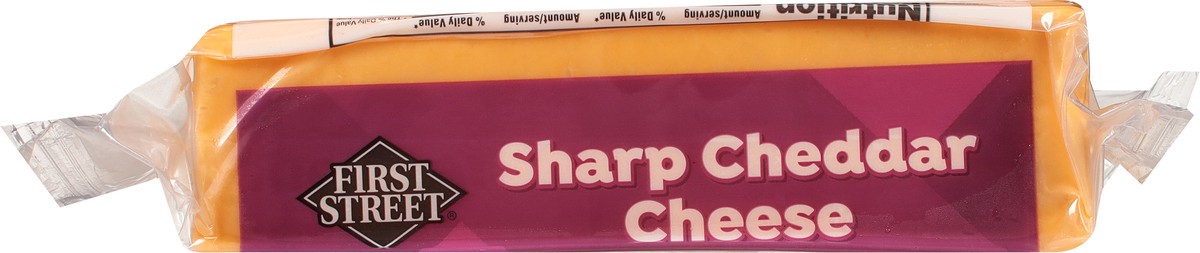 Nutrition
Amount/serving % Daily Value* Amount/serving % Daily Value*
FIRST
STREET®
Sharp Cheddar
Cheese